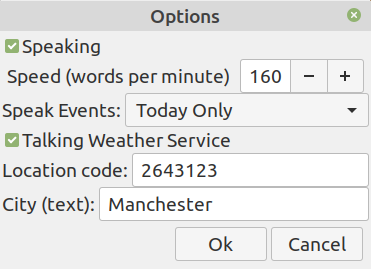 Options
Speaking
Speed (words per minute) 160 − +
Speak Events: Today Only
Talking Weather Service
Location code: 2643123
City (text): Manchester
Ok Cancel